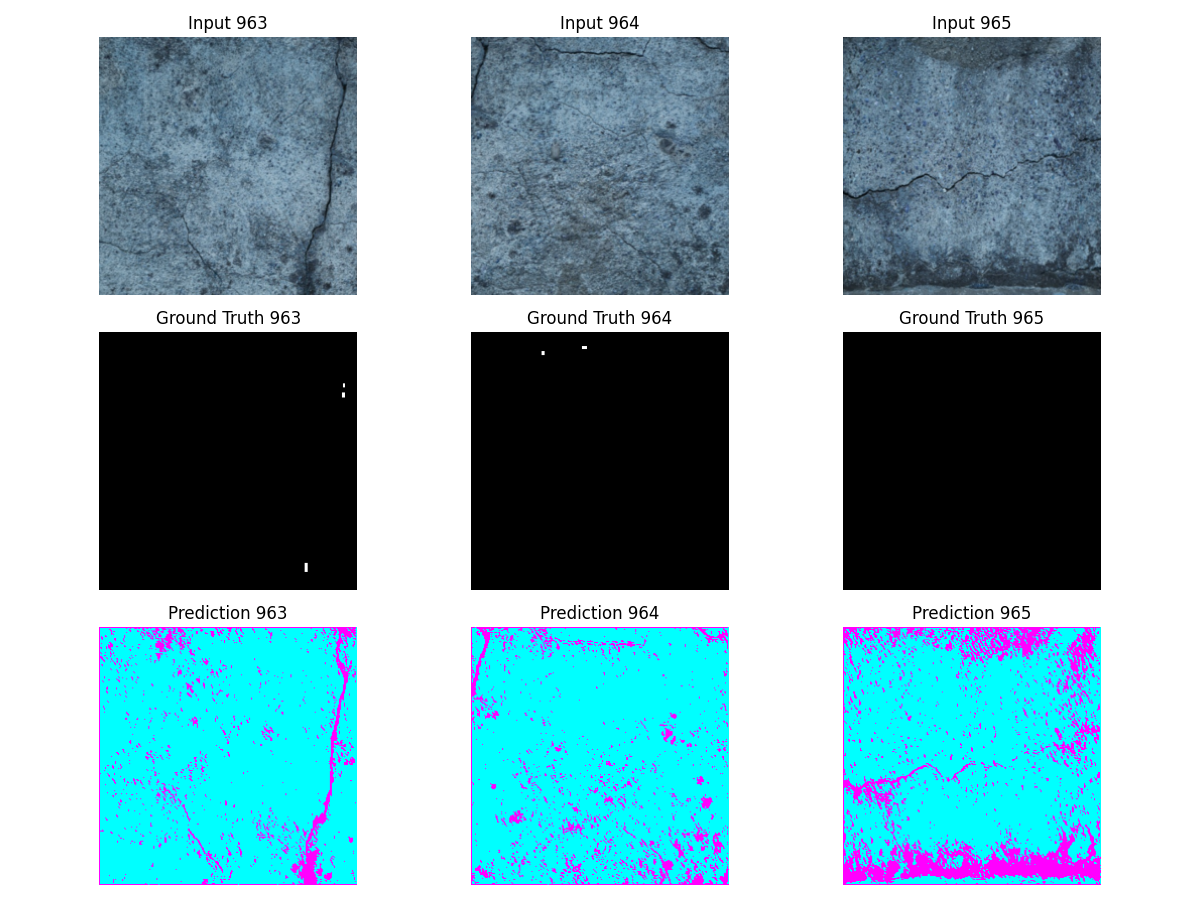 Input 963
Input 964
Input 965
Ground Truth 963
Ground Truth 964
Ground Truth 965
Prediction 963
Prediction 964
Prediction 965